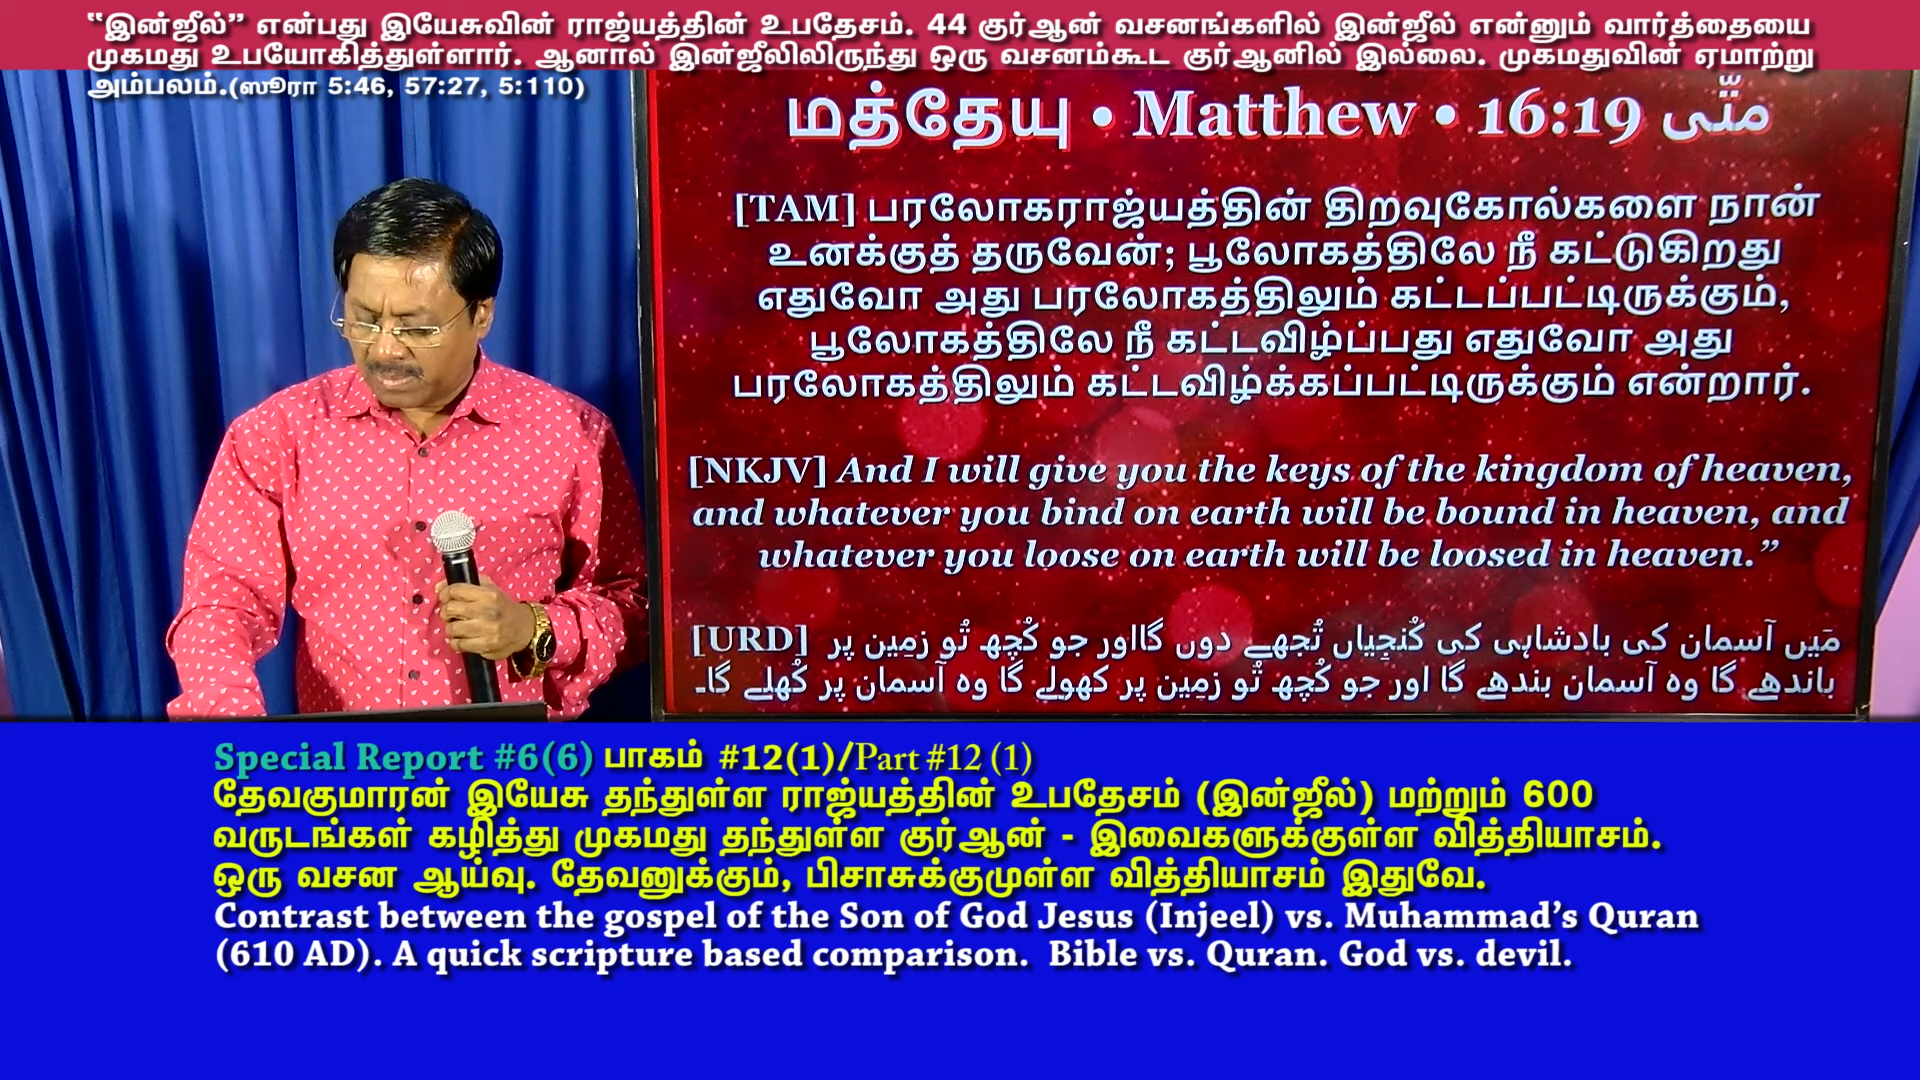 “இன்ஜீல்” என்பது இயேசுவின் ராஜ்யத்தின் உபதேசம். 44 குர்ஆன் வசனங்களில் இன்ஜீல் என்னும் வார்த்தையை
முகமது உபயோகித்துள்ளார். ஆனால் இன்ஜீலிலிருந்து ஒரு வசனம்கூட குர்ஆனில் இல்லை. முகமதுவின் ஏமாற்று
அம்பலம்.(ஸூரா 5:46, 57:27, 5:110)
மத்தேயு • Matthew • 16:19 متّی
[TAM] பரலோகராஜ்யத்தின் திறவுகோல்களை நான்
உனக்குத் தருவேன்; பூலோகத்திலே நீ கட்டுகிறது
எதுவோ அது பரலோகத்திலும் கட்டப்பட்டிருக்கும்,
பூலோகத்திலே நீ கட்டவிழ்ப்பது எதுவோ அது
பரலோகத்திலும் கட்டவிழ்க்கப்பட்டிருக்கும் என்றார்.
[NKJV] And I will give you the keys of the kingdom of heaven,
and whatever you bind on earth will be bound in heaven, and
whatever you loose on earth will be loosed in heaven.”
[URD] مَیں آسمان کی بادشاہی کی کُنجِیاں تُجھے دوں گااور جو کُچھ تُو زمِین پر
باندھے گا وہ آسمان بندھے گا اور جو کُچھ تُو زمِین پر کھولے گا وہ آسمان پر کُھلے گا۔
Special Report #6(6) பாகம் #12(1)/Part #12 (1)
தேவகுமாரன் இயேசு தந்துள்ள ராஜ்யத்தின் உபதேசம் (இன்ஜீல்) மற்றும் 600
வருடங்கள் கழித்து முகமது தந்துள்ள குர்ஆன் - இவைகளுக்குள்ள வித்தியாசம்.
ஒரு வசன ஆய்வு. தேவனுக்கும், பிசாசுக்குமுள்ள வித்தியாசம் இதுவே.
Contrast between the gospel of the Son of God Jesus (Injeel) vs. Muhammad’s Quran
(610 AD). A quick scripture based comparison.  Bible vs. Quran. God vs. devil.